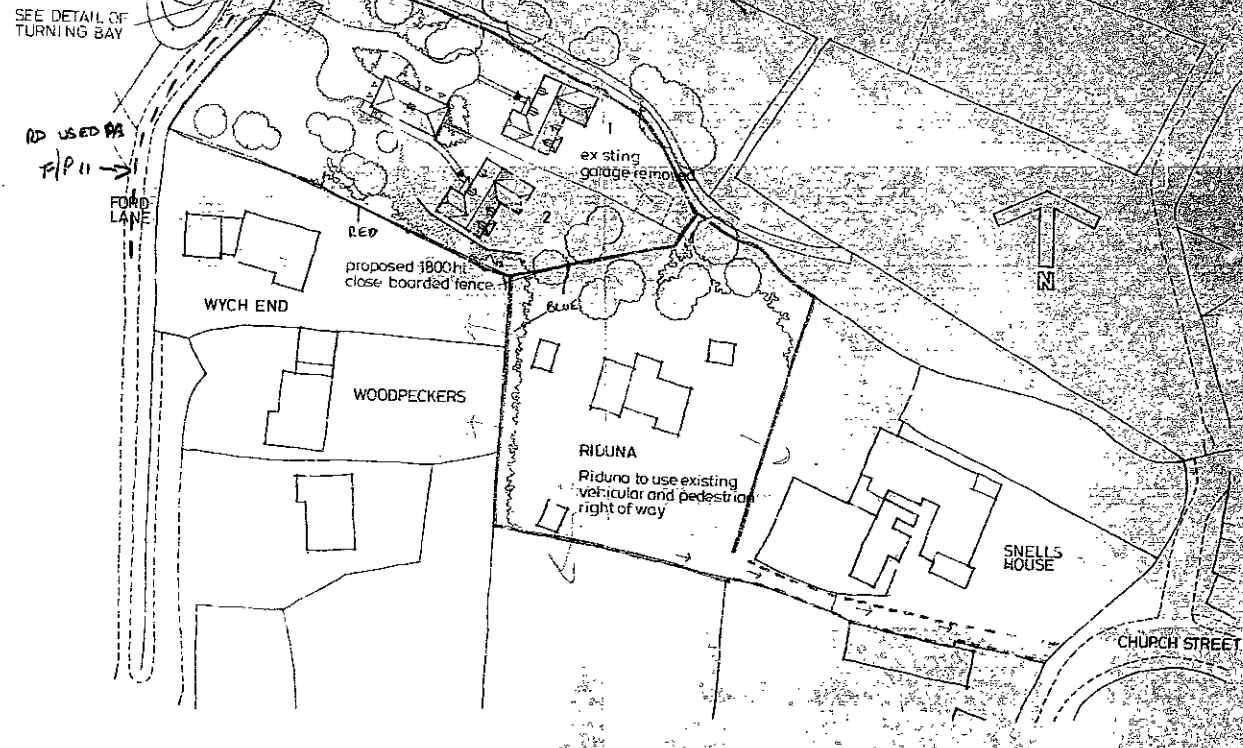 SEE DETAIL OF
TURNING BAY
RD USED AS
F/P 11
FORD
LANE
1
existing
garage removed
2
RED
proposed 1800ht
close boarded fence
WYCH END
BLUE
N
WOODPECKERS
RIDUNA
Riduna to use existing
vehicular and pedestrian
right of way
SNELLS
HOUSE
CHURCH STREET